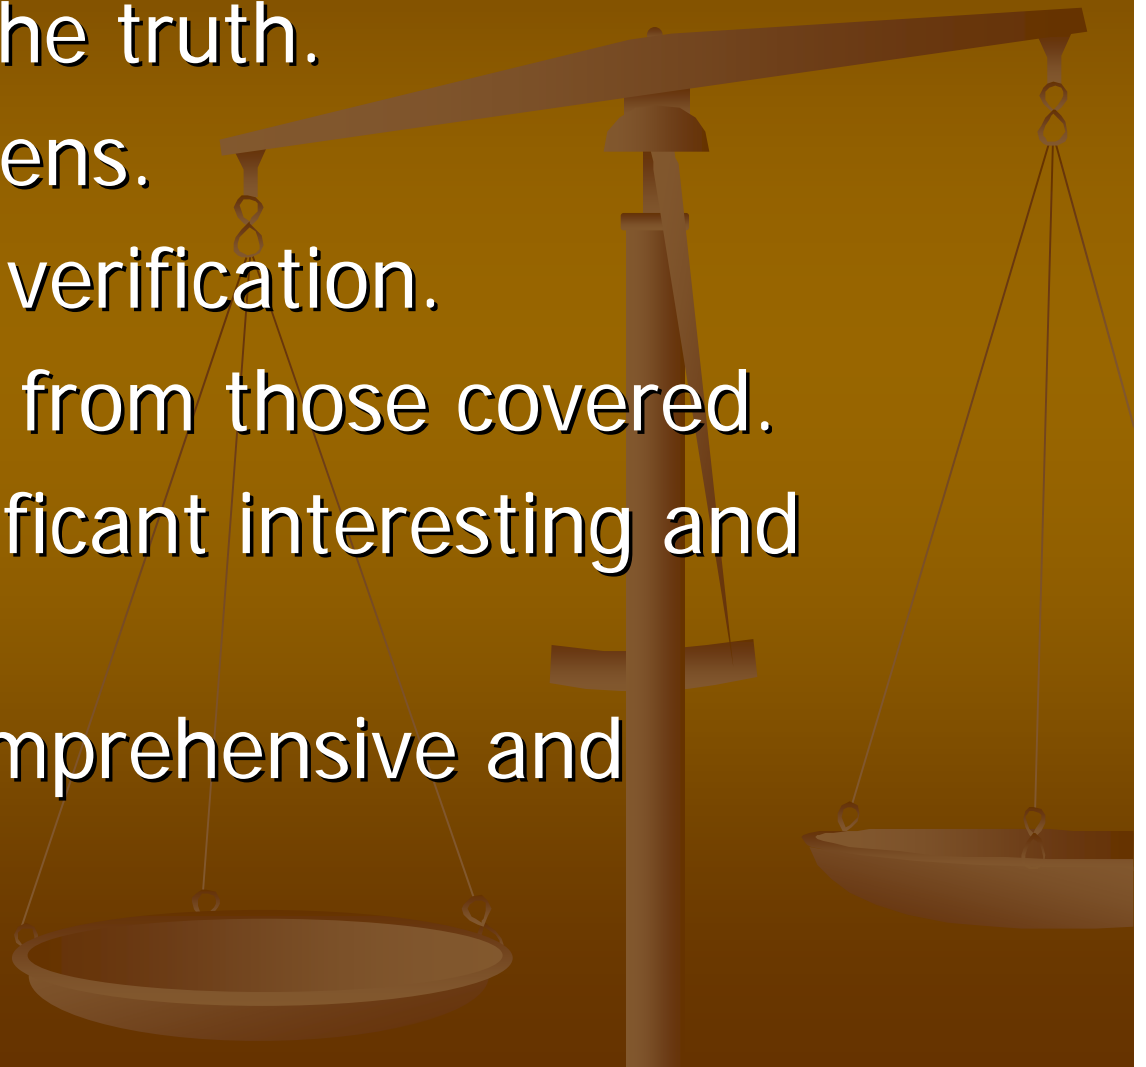 he truth.
ens.
verification.
from those covered.
ficant interesting and
mprehensive and